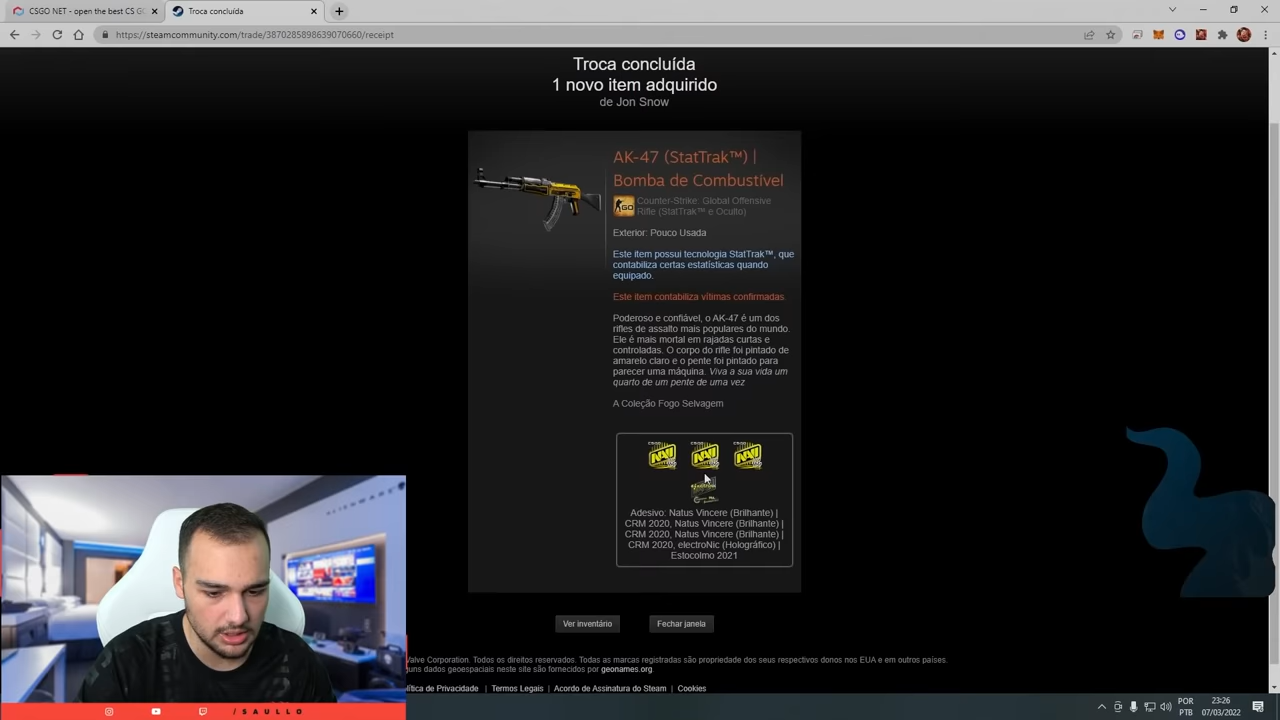 CSGO NET - open the best CS GO
Troca concluída
https://steamcommunity.com/trade/3870285898639070660/receipt
Troca concluída
1 novo item adquirido
de Jon Snow
AK-47 (StatTrak™) |
Bomba de Combustível
Counter-Strike: Global Offensive
Rifle (StatTrak™ e Oculto)
Exterior: Pouco Usada
Este item possui tecnologia StatTrak™, que
contabiliza certas estatísticas quando
equipado.
Este item contabiliza vítimas confirmadas.
Poderoso e confiável, o AK-47 é um dos
rifles de assalto mais populares do mundo.
Ele é mais mortal em rajadas curtas e
controladas. O corpo do rifle foi pintado de
amarelo claro e o pente foi pintado para
parecer uma máquina. Viva a sua vida um
quarto de um pente de uma vez
A Coleção Fogo Selvagem
NAVI NAVI NAVI
Adesivo: Natus Vincere (Brilhante) |
CRM 2020, Natus Vincere (Brilhante) |
CRM 2020, Natus Vincere (Brilhante) |
CRM 2020, electroNic (Holográfico) |
Estocolmo 2021
Ver inventário
Fechar janela
Valve Corporation. Todos os direitos reservados. Todas as marcas registradas são propriedade dos seus respectivos donos nos EUA e em outros países.
guns dados geoespaciais neste site são fornecidos por geonames.org.
lítica de Privacidade | Termos Legais | Acordo de Assinatura do Steam | Cookies
/SAULLO
POR
PTB
23:26
07/03/2022